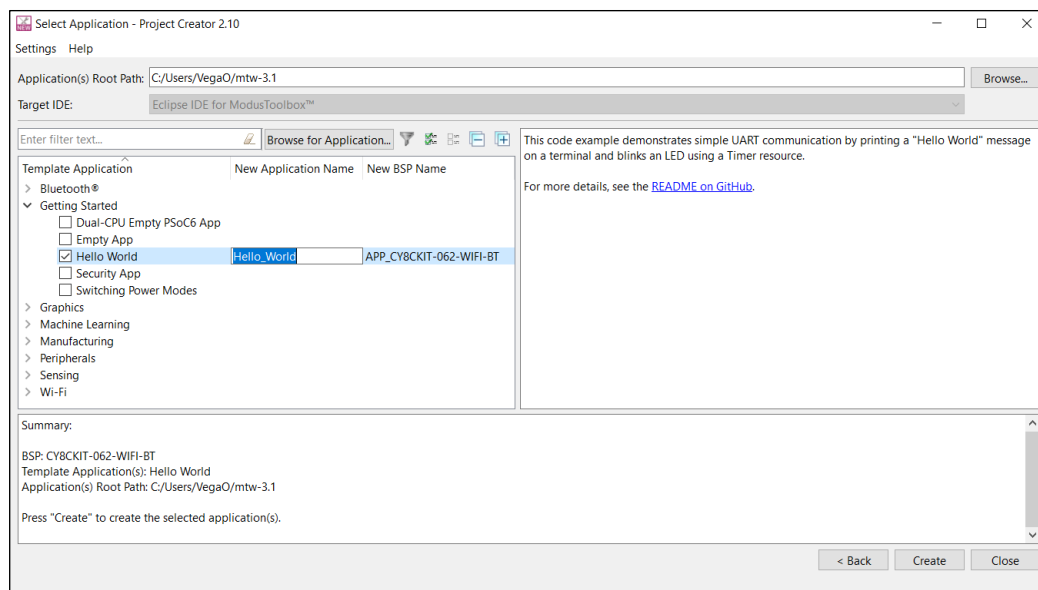 Select Application - Project Creator 2.10
Settings Help
Application(s) Root Path: C:/Users/VegaO/mtw-3.1 Browse...
Target IDE: Eclipse IDE for ModusToolbox™
Enter filter text... Browse for Application...
Template Application New Application Name New BSP Name
Bluetooth®
Getting Started
Dual-CPU Empty PSoC6 App
Empty App
Hello World Hello_World APP_CY8CKIT-062-WIFI-BT
Security App
Switching Power Modes
Graphics
Machine Learning
Manufacturing
Peripherals
Sensing
Wi-Fi
This code example demonstrates simple UART communication by printing a "Hello World" message
on a terminal and blinks an LED using a Timer resource.
For more details, see the README on GitHub.
Summary:
BSP: CY8CKIT-062-WIFI-BT
Template Application(s): Hello World
Application(s) Root Path: C:/Users/VegaO/mtw-3.1
Press "Create" to create the selected application(s).
< Back Create Close